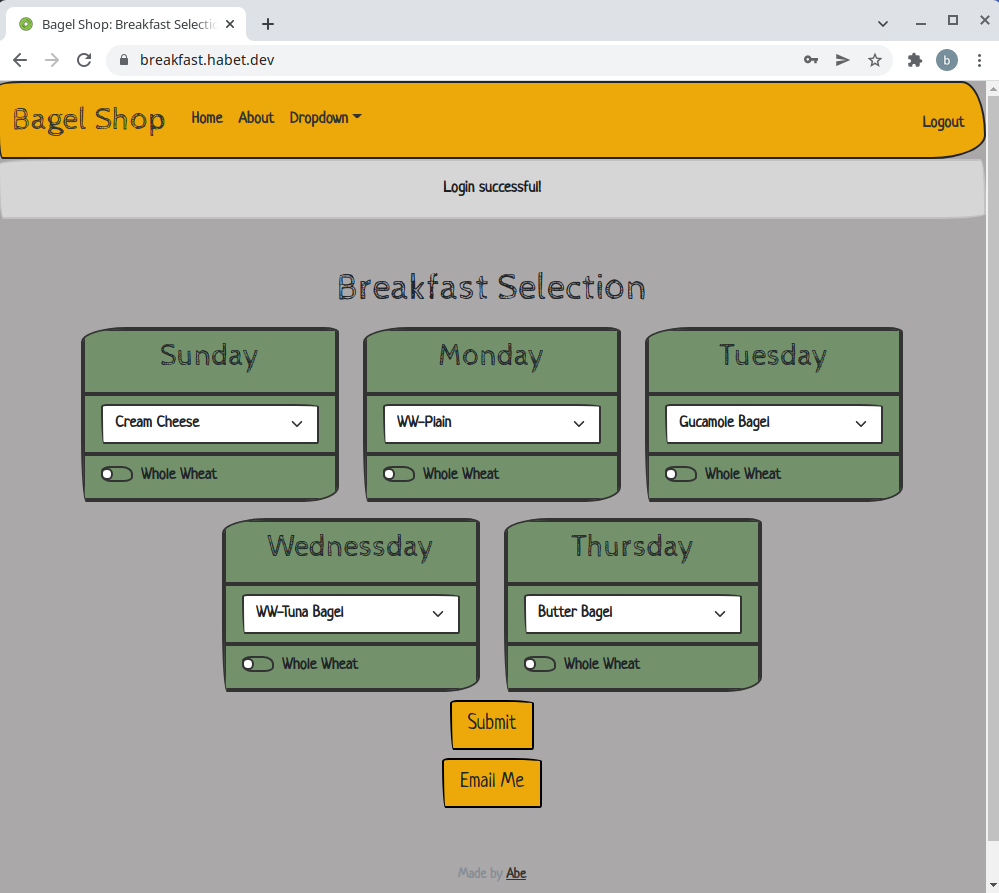 Bagel Shop: Breakfast Selectio
breakfast.habet.dev
b
Bagel Shop Home About Dropdown Logout
Login successful!
Breakfast Selection
Sunday Monday Tuesday
Cream Cheese WW-Plain Gucamole Bagel
Whole Wheat Whole Wheat Whole Wheat
Wednessday Thursday
WW-Tuna Bagel Butter Bagel
Whole Wheat Whole Wheat
Submit
Email Me
Made by Abe